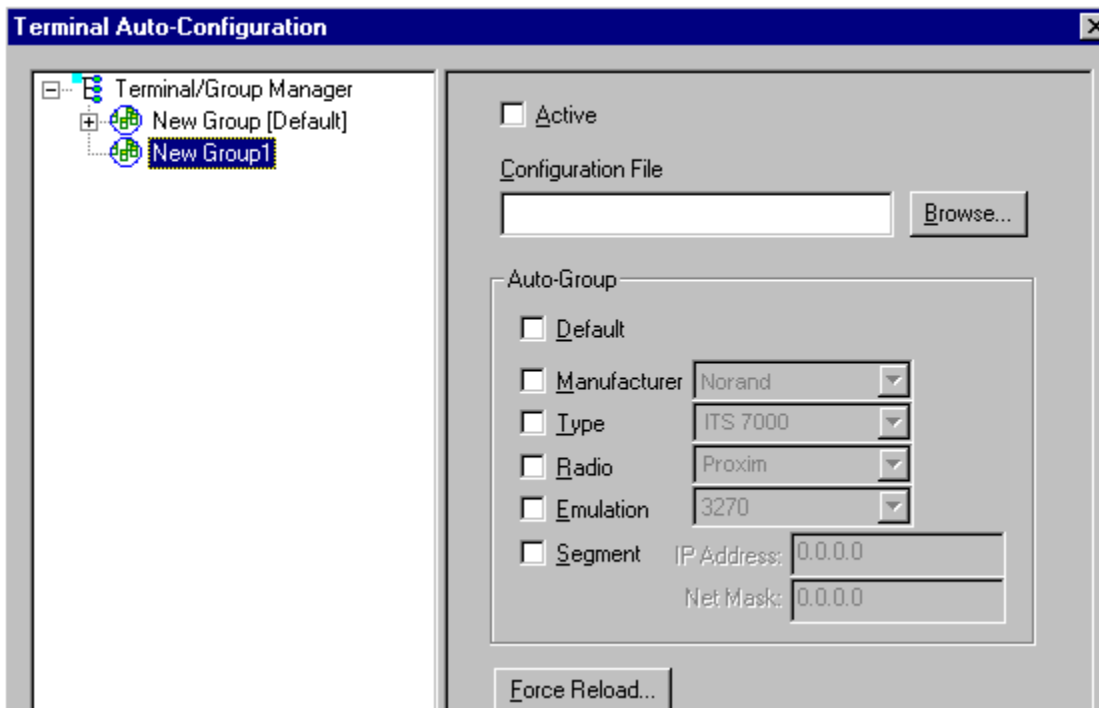 Terminal Auto-Configuration
Terminal/Group Manager
New Group [Default]
New Group1
Active
Configuration File
Browse...
Auto-Group
Default
Manufacturer Norand
Type ITS 7000
Radio Proxim
Emulation 3270
Segment IP Address: 0.0.0.0
Net Mask: 0.0.0.0
Force Reload...